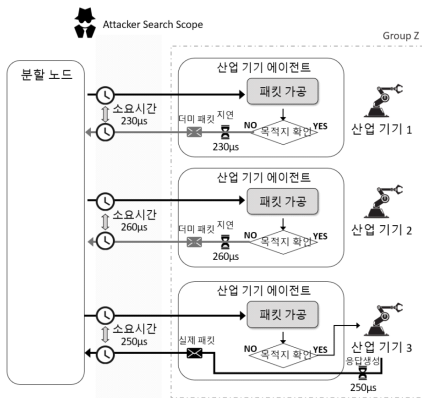 Attacker Search Scope
Group Z
분할 노드
산업 기기 에이전트
패킷 가공
소요시간
230μs
더미 패킷
지연
NO
목적지 확인
YES
230μs
산업 기기 1
산업 기기 에이전트
패킷 가공
소요시간
260μs
더미 패킷
지연
NO
목적지 확인
YES
260μs
산업 기기 2
산업 기기 에이전트
패킷 가공
소요시간
250μs
실제 패킷
NO
목적지 확인
YES
산업 기기 3
응답생성
250μs